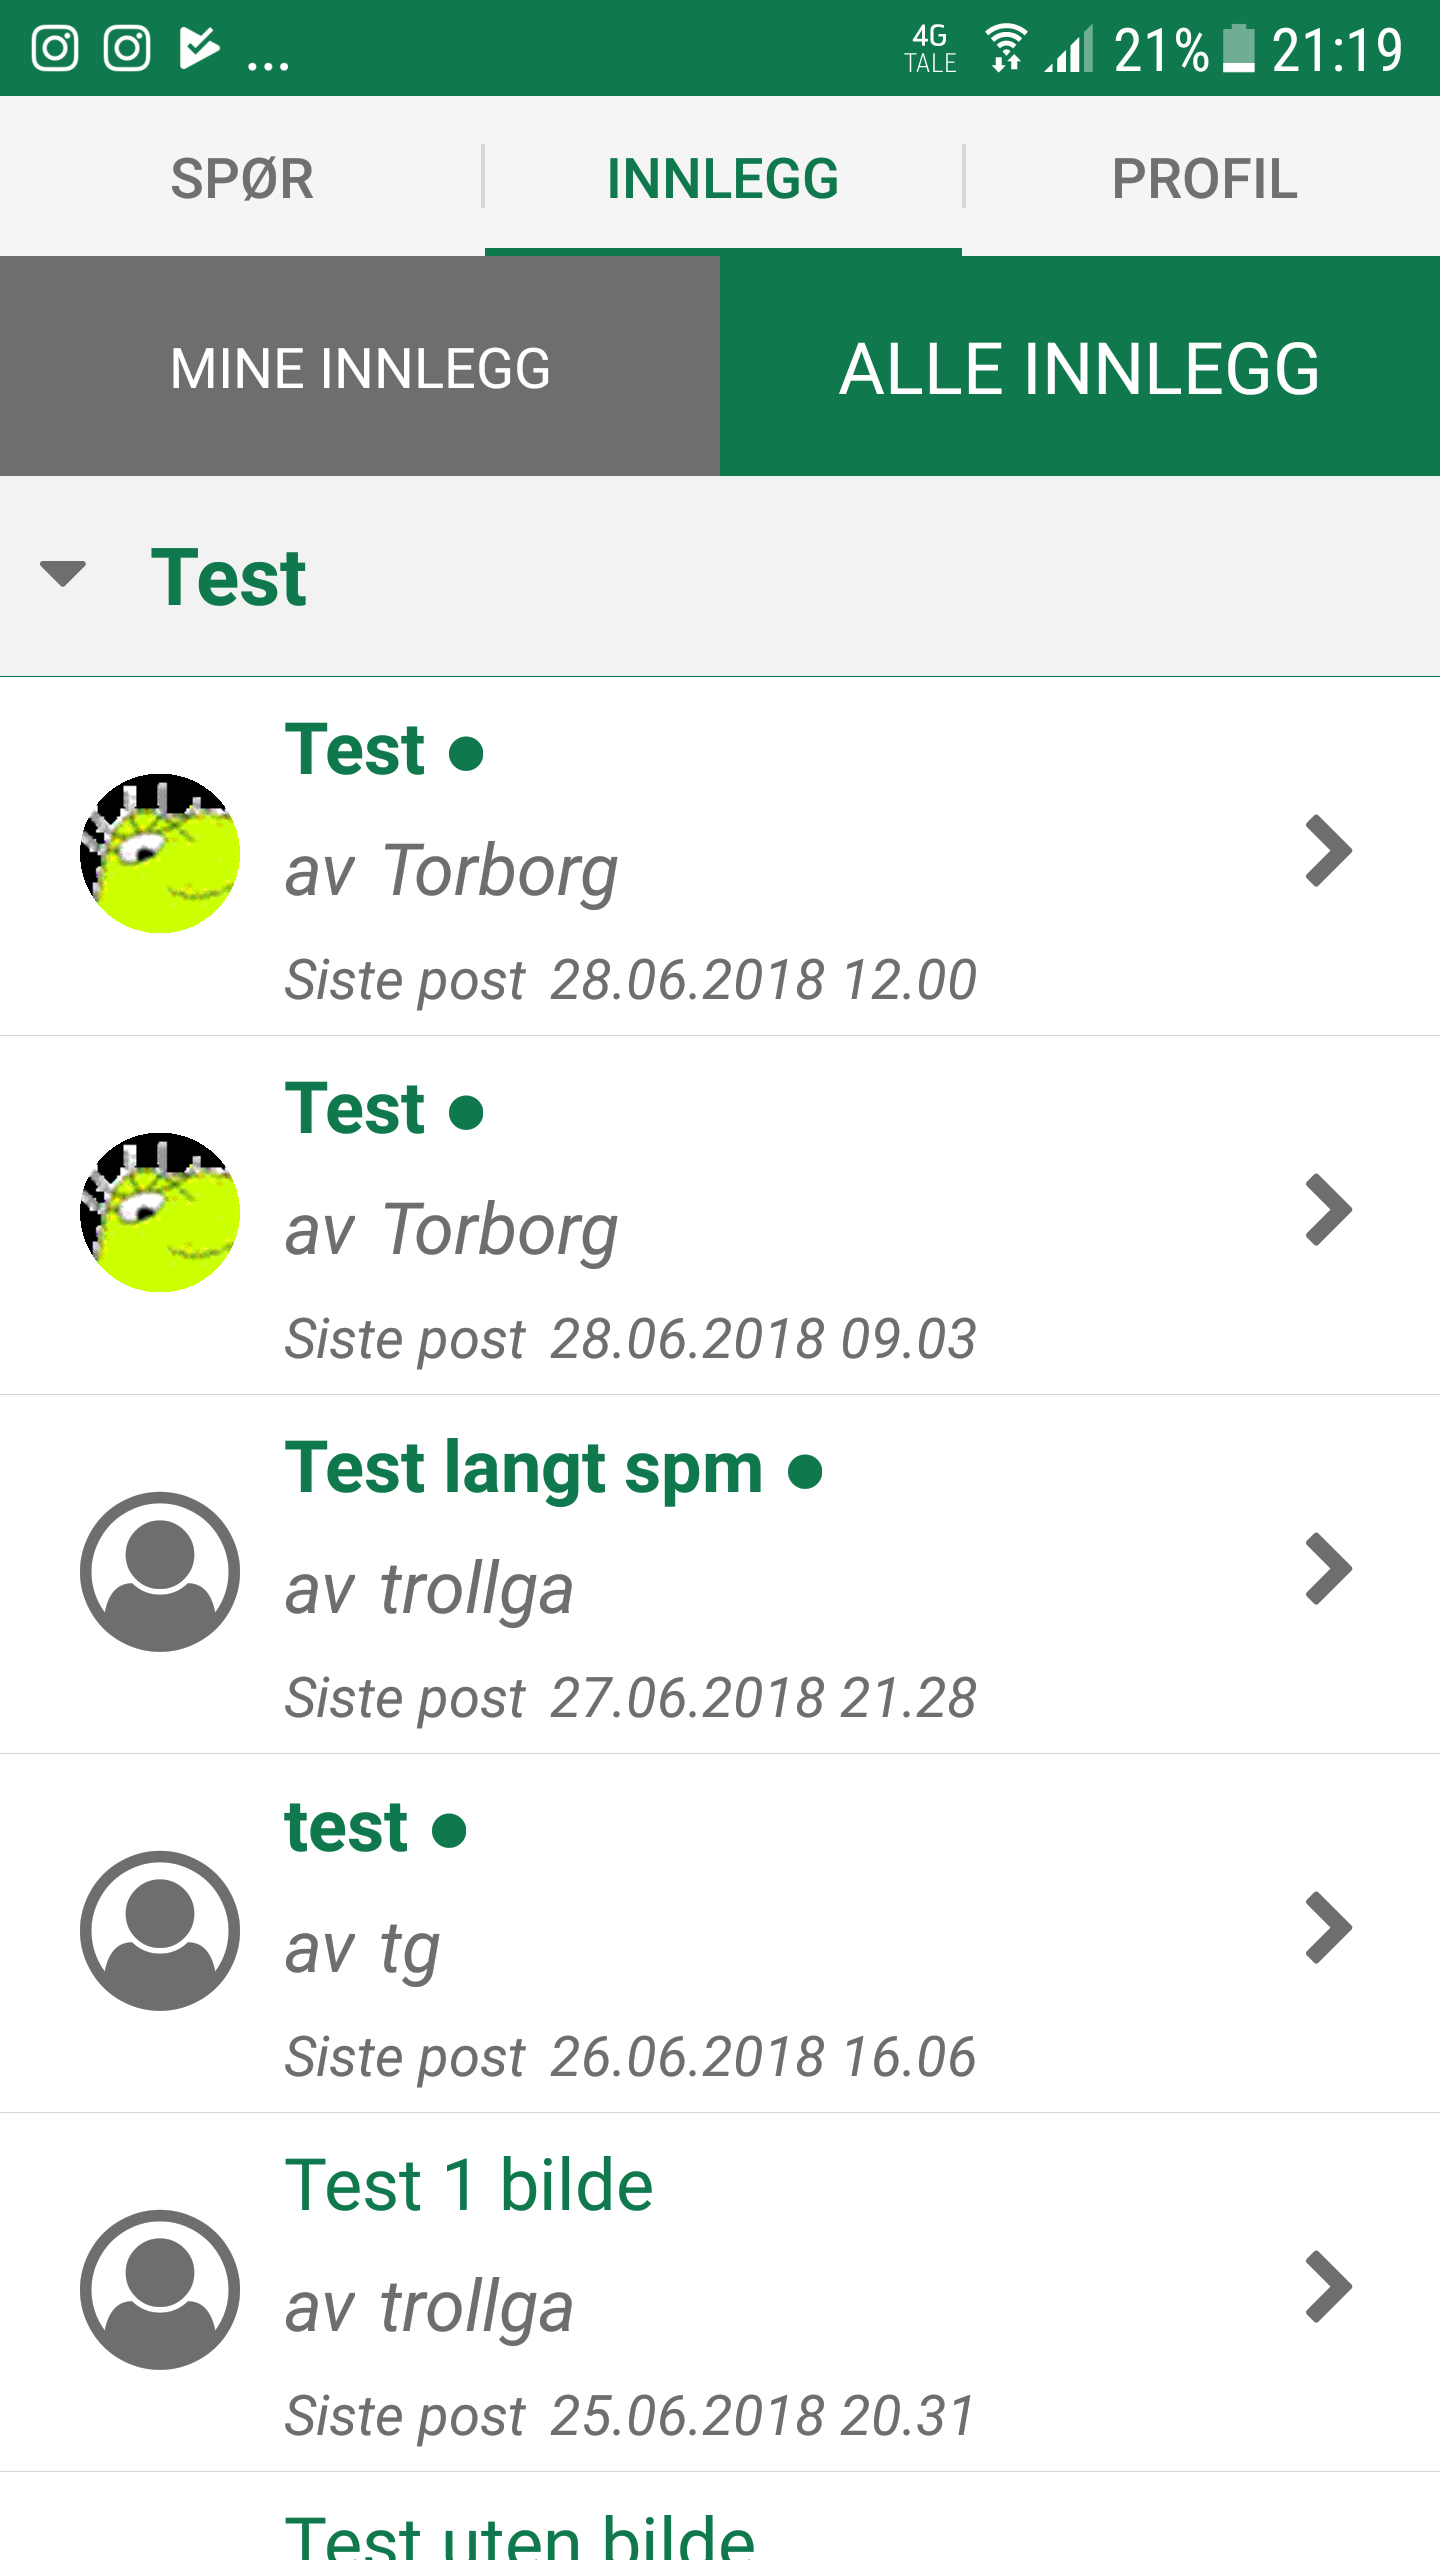 ... 4G TALE 21% 21:19
SPØR INNLEGG PROFIL
MINE INNLEGG ALLE INNLEGG
Test
Test
av Torborg
Siste post 28.06.2018 12.00
Test
av Torborg
Siste post 28.06.2018 09.03
Test langt spm
av trollga
Siste post 27.06.2018 21.28
test
av tg
Siste post 26.06.2018 16.06
Test 1 bilde
av trollga
Siste post 25.06.2018 20.31
Test uten bilde